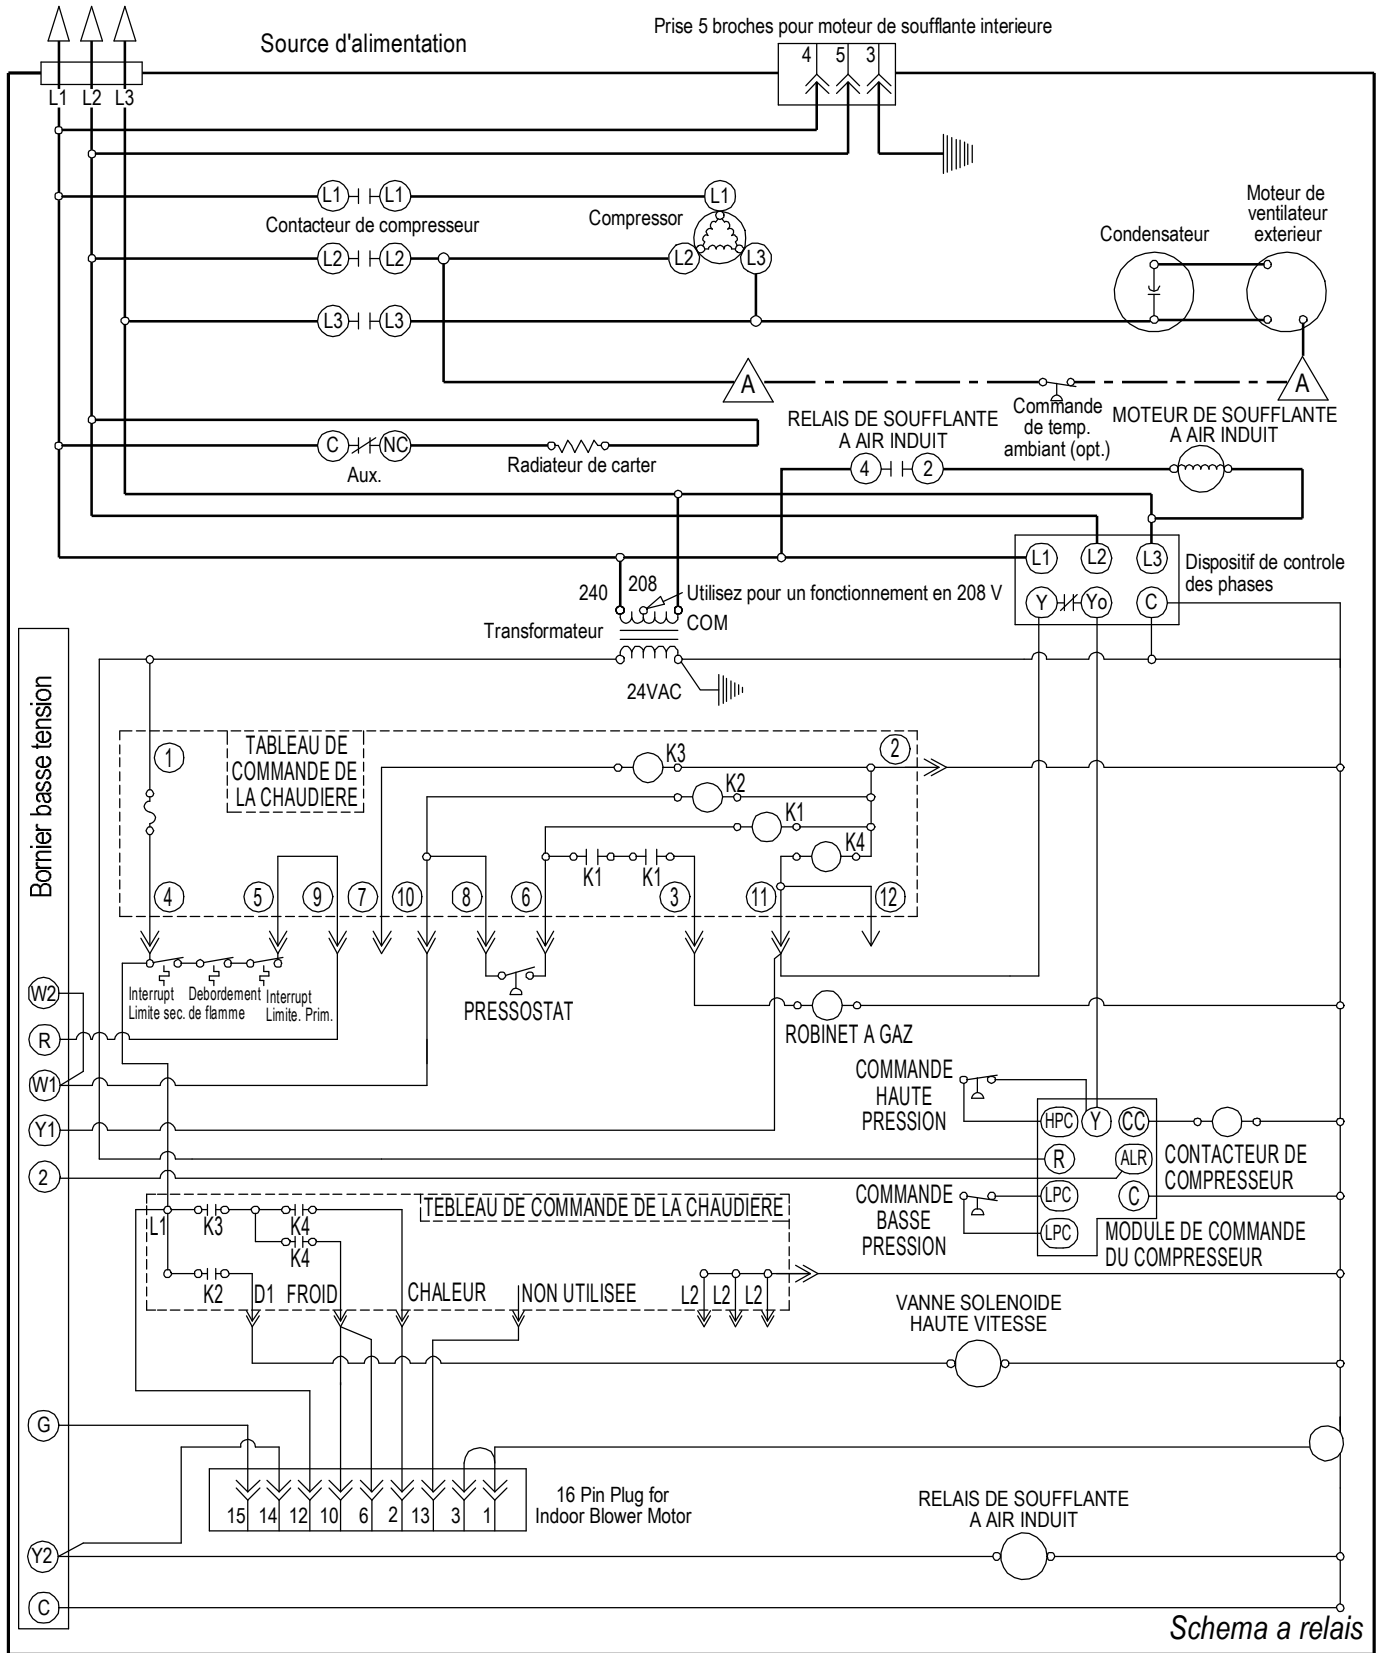 Source d'alimentation
Prise 5 broches pour moteur de soufflante interieure
4 5 3
L1 L2 L3
L1 L1
L1
Contacteur de compresseur
Compressor
Moteur de
ventilateur
exterieur
Condensateur
L2 L2
L2 L3
L3 L3
A
A
Commande
de temp.
ambiant (opt.)
RELAIS DE SOUFFLANTE
A AIR INDUIT
MOTEUR DE SOUFFLANTE
A AIR INDUIT
C NC
Aux.
Radiateur de carter
4 2
L1 L2 L3
Dispositif de controle
des phases
Y Yo C
240
208
Utilisez pour un fonctionnement en 208 V
Transformateur
COM
24VAC
Bornier basse tension
1
TABLEAU DE
COMMANDE DE
LA CHAUDIERE
K3
2
K2
K1
K4
K1 K1
4 5 9 7 10 8 6 3 11 12
Interrupt
Limite sec.
Debordement
de flamme
Interrupt
Limite. Prim.
PRESSOSTAT
ROBINET A GAZ
W2
R
W1
Y1
2
COMMANDE
HAUTE
PRESSION
HPC Y CC
R ALR
LPC C
LPC
CONTACTEUR DE
COMPRESSEUR
COMMANDE
BASSE
PRESSION
MODULE DE COMMANDE
DU COMPRESSEUR
TEBLEAU DE COMMANDE DE LA CHAUDIERE
L1 K3 K4
K4
K2 D1 FROID CHALEUR NON UTILISEE L2 L2 L2
VANNE SOLENOIDE
HAUTE VITESSE
G
15 14 12 10 6 2 13 3 1
16 Pin Plug for
Indoor Blower Motor
RELAIS DE SOUFFLANTE
A AIR INDUIT
Y2
C
Schema a relais